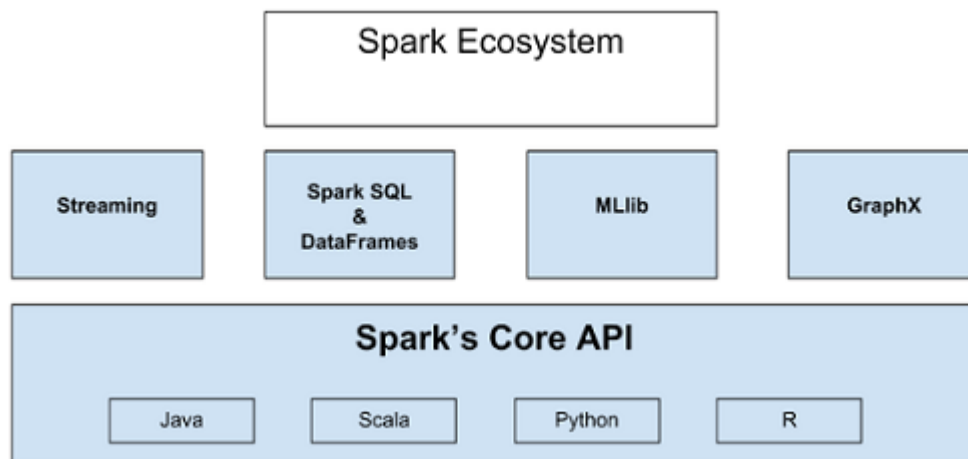 Spark Ecosystem
Streaming
Spark SQL
&
DataFrames
MLlib
GraphX
Spark's Core API
Java
Scala
Python
R